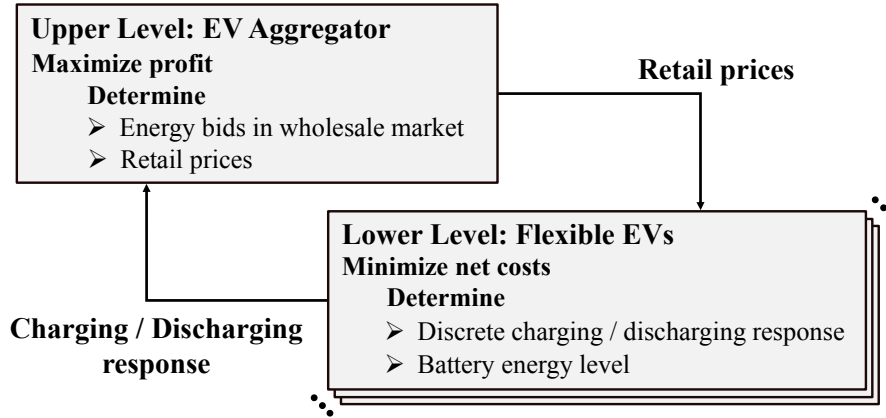 Upper Level: EV Aggregator
Maximize profit
Determine
➢ Energy bids in wholesale market
➢ Retail prices
Retail prices
Lower Level: Flexible EVs
Minimize net costs
Determine
➢ Discrete charging / discharging response
➢ Battery energy level
Charging / Discharging
response